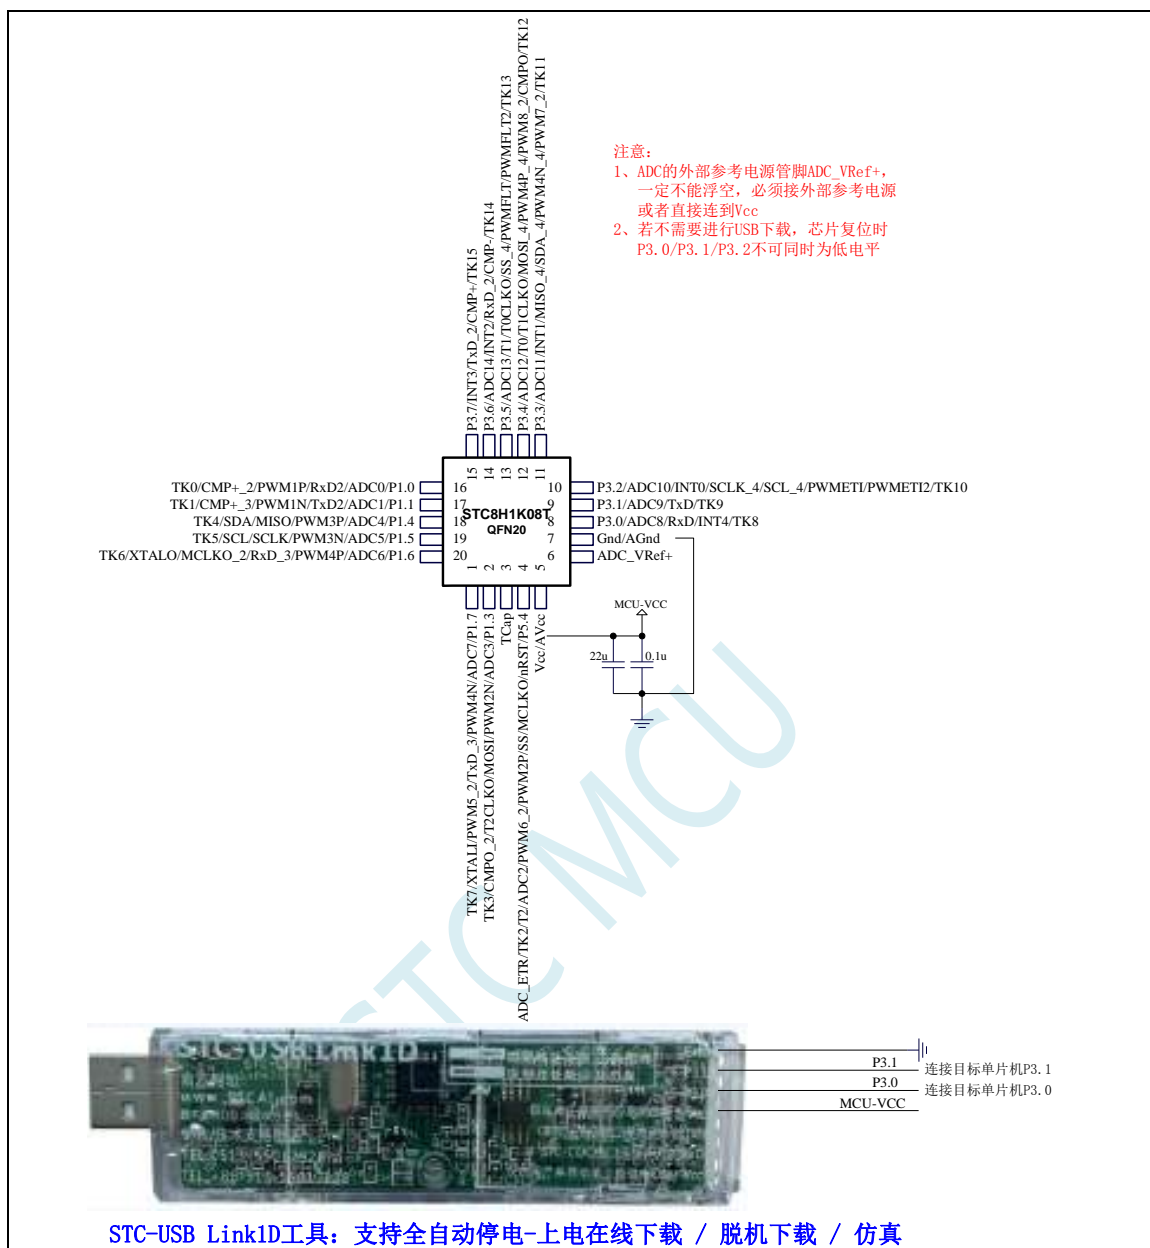 P3.7/INT3/TxD_2/CMP+/TK15
P3.6/ADC14/INT2/RxD_2/CMP-/TK14
P3.5/ADC13/T1/T0CLKO/SS_4/PWMFLT/PWMFLT2/TK13
P3.4/ADC12/T0/T1CLKO/MOSI_4/PWM4P_4/PWM8_2/CMPO/TK12
P3.3/ADC11/INT1/MISO_4/SDA_4/PWM4N_4/PWM7_2/TK11
注意:
1、ADC的外部参考电源管脚ADC_VRef+,
一定不能浮空, 必须接外部参考电源
或者直接连到Vcc
2、若不需要进行USB下载, 芯片复位时
P3.0/P3.1/P3.2不可同时为低电平
15 14 13 12 11
TK0/CMP+_2/PWM1P/RxD2/ADC0/P1.0 16
TK1/CMP+_3/PWM1N/TxD2/ADC1/P1.1 17
TK4/SDA/MISO/PWM3P/ADC4/P1.4 18
TK5/SCL/SCLK/PWM3N/ADC5/P1.5 19
TK6/XTALO/MCLKO_2/RxD_3/PWM4P/ADC6/P1.6 20
STC8H1K08T
QFN20
10 P3.2/ADC10/INT0/SCLK_4/SCL_4/PWMETI/PWMETI2/TK10
9 P3.1/ADC9/TxD/TK9
8 P3.0/ADC8/RxD/INT4/TK8
7 Gnd/AGnd
6 ADC_VRef+
1 2 3 4 5
TK7/XTALI/PWM5_2/TxD_3/PWM4N/ADC7/P1.7
TK3/CMPO_2/T2CLKO/MOSI/PWM2N/ADC3/P1.3
TCap
ADC_ETR/TK2/T2/ADC2/PWM6_2/PWM2P/SS/MCLKO/nRST/P5.4
Vcc/AVcc
MCU-VCC
22u 0.1u
STC MCU
STC-USB Link1D
P3.1 连接目标单片机P3.1
P3.0 连接目标单片机P3.0
MCU-VCC
STC-USB Link1D工具: 支持全自动停电-上电在线下载 / 脱机下载 / 仿真